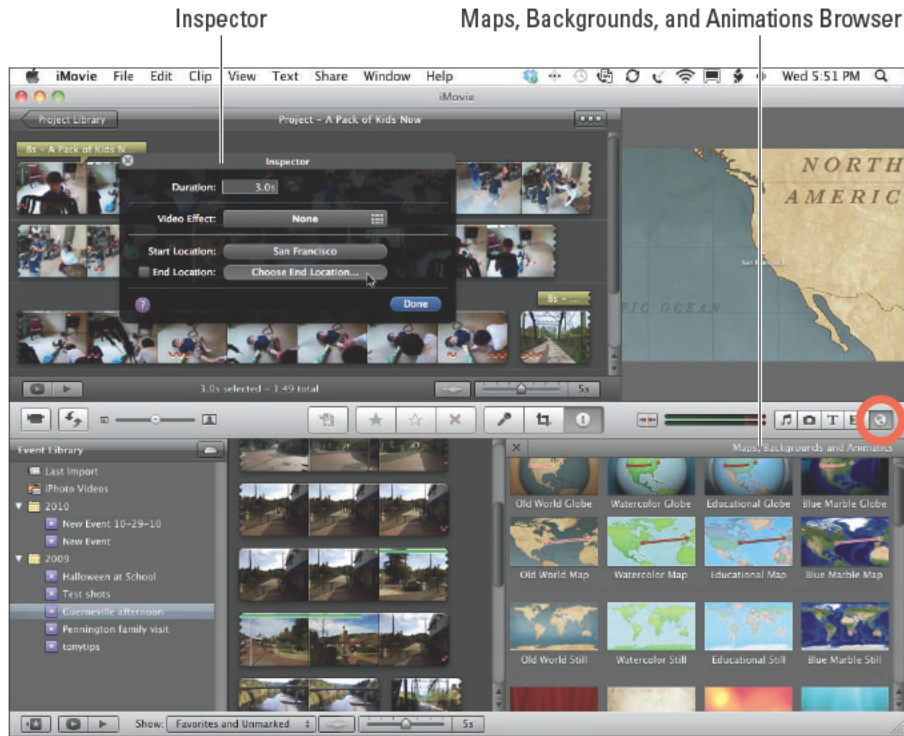 Inspector
Maps, Backgrounds, and Animations Browser
iMovie File Edit Clip View Text Share Window Help Wed 5:51 PM
iMovie
Project Library
Project – A Pack of Kids Now
8s – A Pack of Kids N...
Inspector
Duration: 3.0s
Video Effect: None
Start Location: San Francisco
End Location: Choose End Location...
? Done
NORTH
AMERIC
San Francisco
FIC OCEAN
8s – ...
3.0s selected – 1:49 total
5s
Event Library
Maps, Backgrounds and Animatics
Last Import
iPhoto Videos
2010
New Event 10-29-10
New Event
2009
Halloween at School
Test shots
Guerneville afternoon
Pennington family visit
tonytips
Old World Globe Watercolor Globe Educational Globe Blue Marble Globe
Old World Map Watercolor Map Educational Map Blue Marble Map
Old World Still Watercolor Still Educational Still Blue Marble Still
Show: Favorites and Unmarked 5s